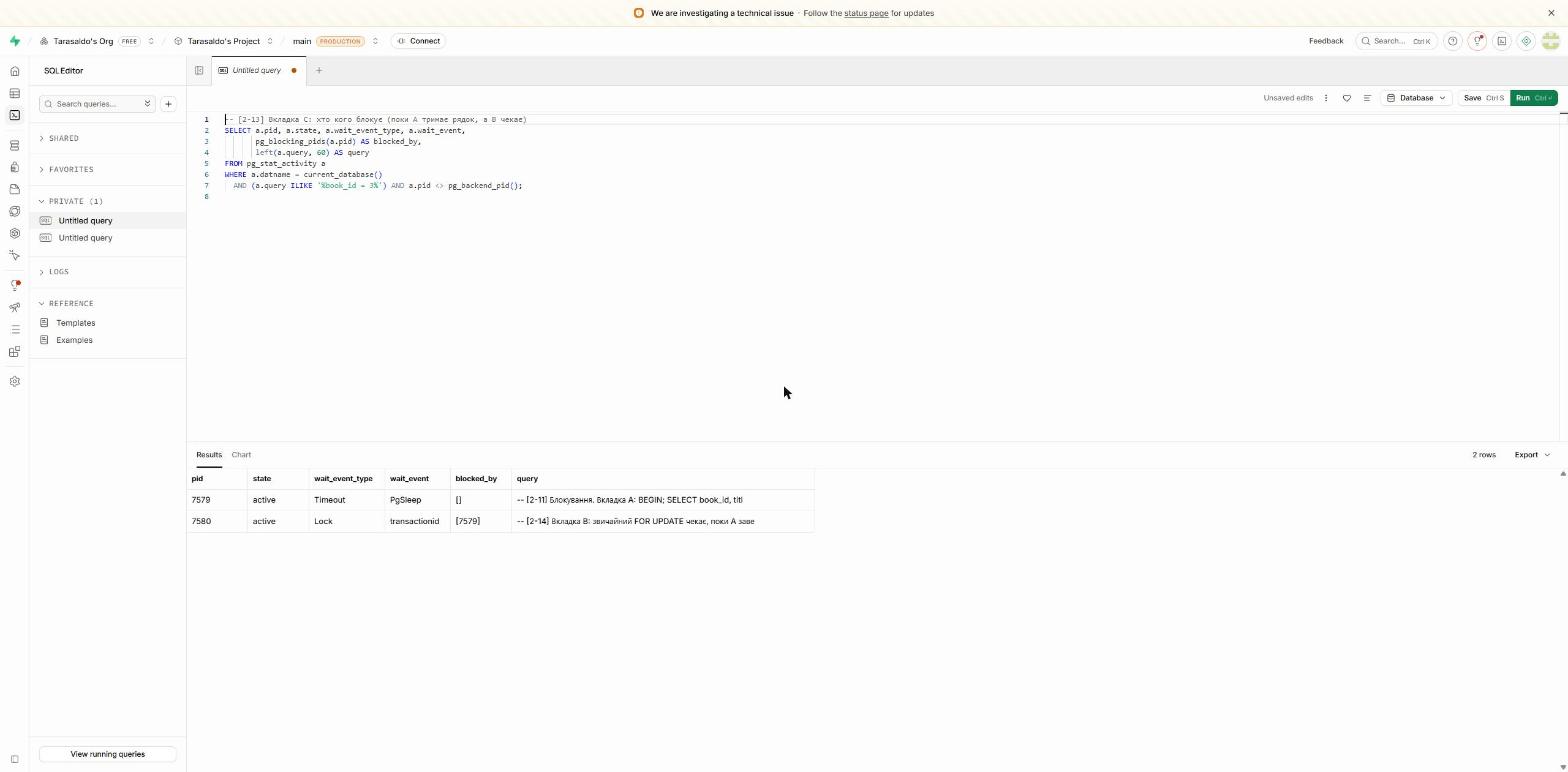 We are investigating a technical issue · Follow the status page for updates
Tarasaldo's Org FREE / Tarasaldo's Project / main PRODUCTION Connect
Feedback Search... Ctrl K
SQLEditor
Untitled query
Search queries...
Unsaved edits Database Save Ctrl S Run Ctrl ↵
SHARED
FAVORITES
PRIVATE (1)
Untitled query
Untitled query
LOGS
REFERENCE
Templates
Examples
View running queries
1 -- [2-13] Вкладка C: хто кого блокує (поки A тримає рядок, а B чекає)
2 SELECT a.pid, a.state, a.wait_event_type, a.wait_event,
3 pg_blocking_pids(a.pid) AS blocked_by,
4 left(a.query, 60) AS query
5 FROM pg_stat_activity a
6 WHERE a.datname = current_database()
7 AND (a.query ILIKE '%book_id = 3%') AND a.pid <> pg_backend_pid();
8
Results Chart 2 rows Export
pid state wait_event_type wait_event blocked_by query
7579 active Timeout PgSleep [] -- [2-11] Блокування. Вкладка A: BEGIN; SELECT book_id, titl
7580 active Lock transactionid [7579] -- [2-14] Вкладка B: звичайний FOR UPDATE чекає, поки A заве